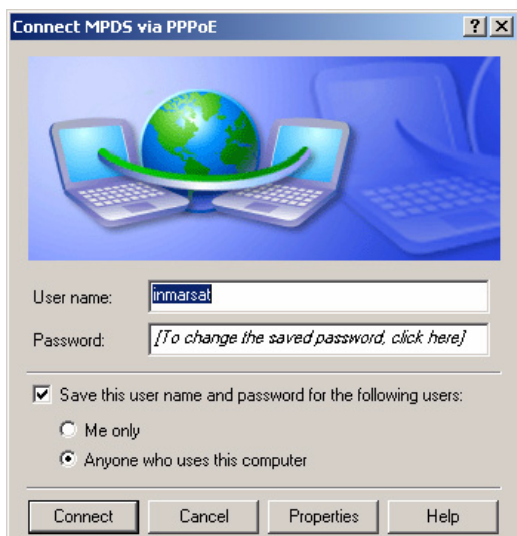 Connect MPDS via PPPoE
User name: inmarsat
Password: [To change the saved password, click here]
Save this user name and password for the following users:
Me only
Anyone who uses this computer
Connect Cancel Properties Help